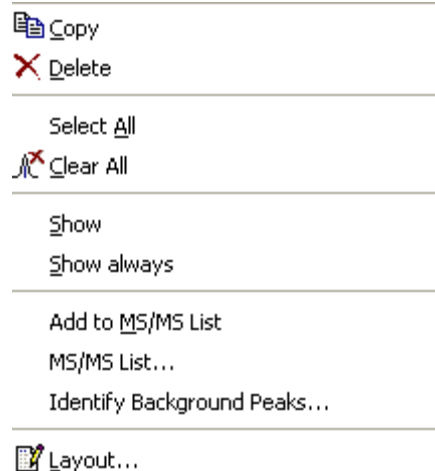 Copy
Delete
Select All
Clear All
Show
Show always
Add to MS/MS List
MS/MS List...
Identify Background Peaks...
Layout...